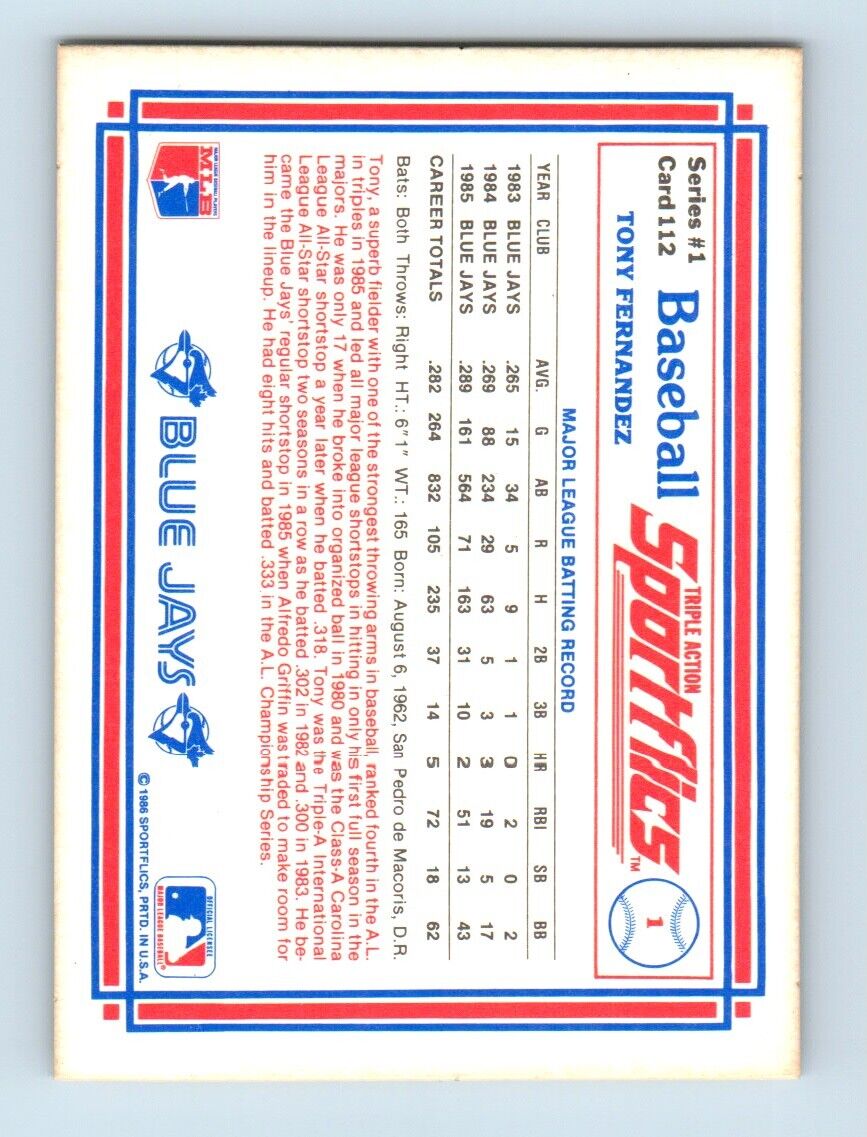 Series #1
Card 112
Baseball
TRIPLE ACTION
Sportflics™
1
TONY FERNANDEZ
MAJOR LEAGUE BATTING RECORD
YEAR CLUB AVG. G AB R H 2B 3B HR RBI SB BB
1983 BLUE JAYS .265 15 34 5 9 1 1 0 2 0 2
1984 BLUE JAYS .269 88 234 29 63 5 3 3 19 5 17
1985 BLUE JAYS .289 161 564 71 163 31 10 2 51 13 43
CAREER TOTALS .282 264 832 105 235 37 14 5 72 18 62
Bats: Both Throws: Right HT.: 6"1" WT.: 165 Born: August 6, 1962, San Pedro de Macoris, D.R.
Tony, a superb fielder with one of the strongest throwing arms in baseball, ranked fourth in the A.L.
in triples in 1985 and led all major league shortstops in hitting in only his first full season in the
majors. He was only 17 when he broke into organized ball in 1980 and was the Class-A Carolina
League All-Star shortstop a year later when he batted .318. Tony was the Triple-A International
League All-Star shortstop two seasons in a row as he batted .302 in 1982 and .300 in 1983. He be-
came the Blue Jays' regular shortstop in 1985 when Alfredo Griffin was traded to make room for
him in the lineup. He had eight hits and batted .333 in the A.L. Championship Series.
MAJOR LEAGUE BASEBALL PLAYERS
MLB
BLUE JAYS
OFFICIAL LICENSEE
MAJOR LEAGUE BASEBALL®
© 1986 SPORTFLICS, PRTD. IN U.S.A.